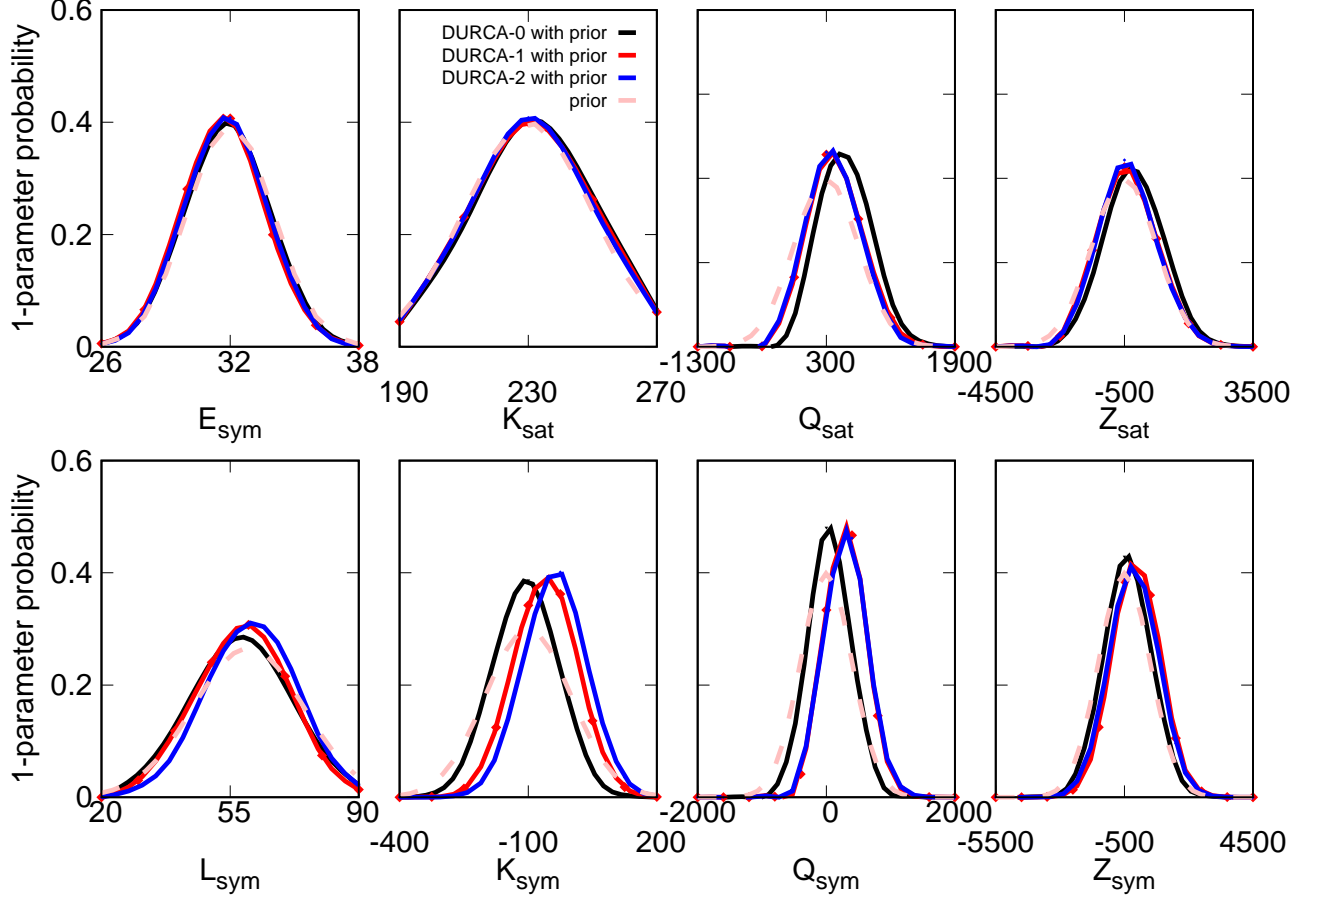 0.6
0.4
0.2
0
1-parameter probability
DURCA-0 with prior
DURCA-1 with prior
DURCA-2 with prior
prior
26 32 38
190 230 270
-1300 300 1900
-4500 -500 3500
E_sym K_sat Q_sat Z_sat
0.6
0.4
0.2
0
1-parameter probability
20 55 90
-400 -100 200
-2000 0 2000
-5500 -500 4500
L_sym K_sym Q_sym Z_sym